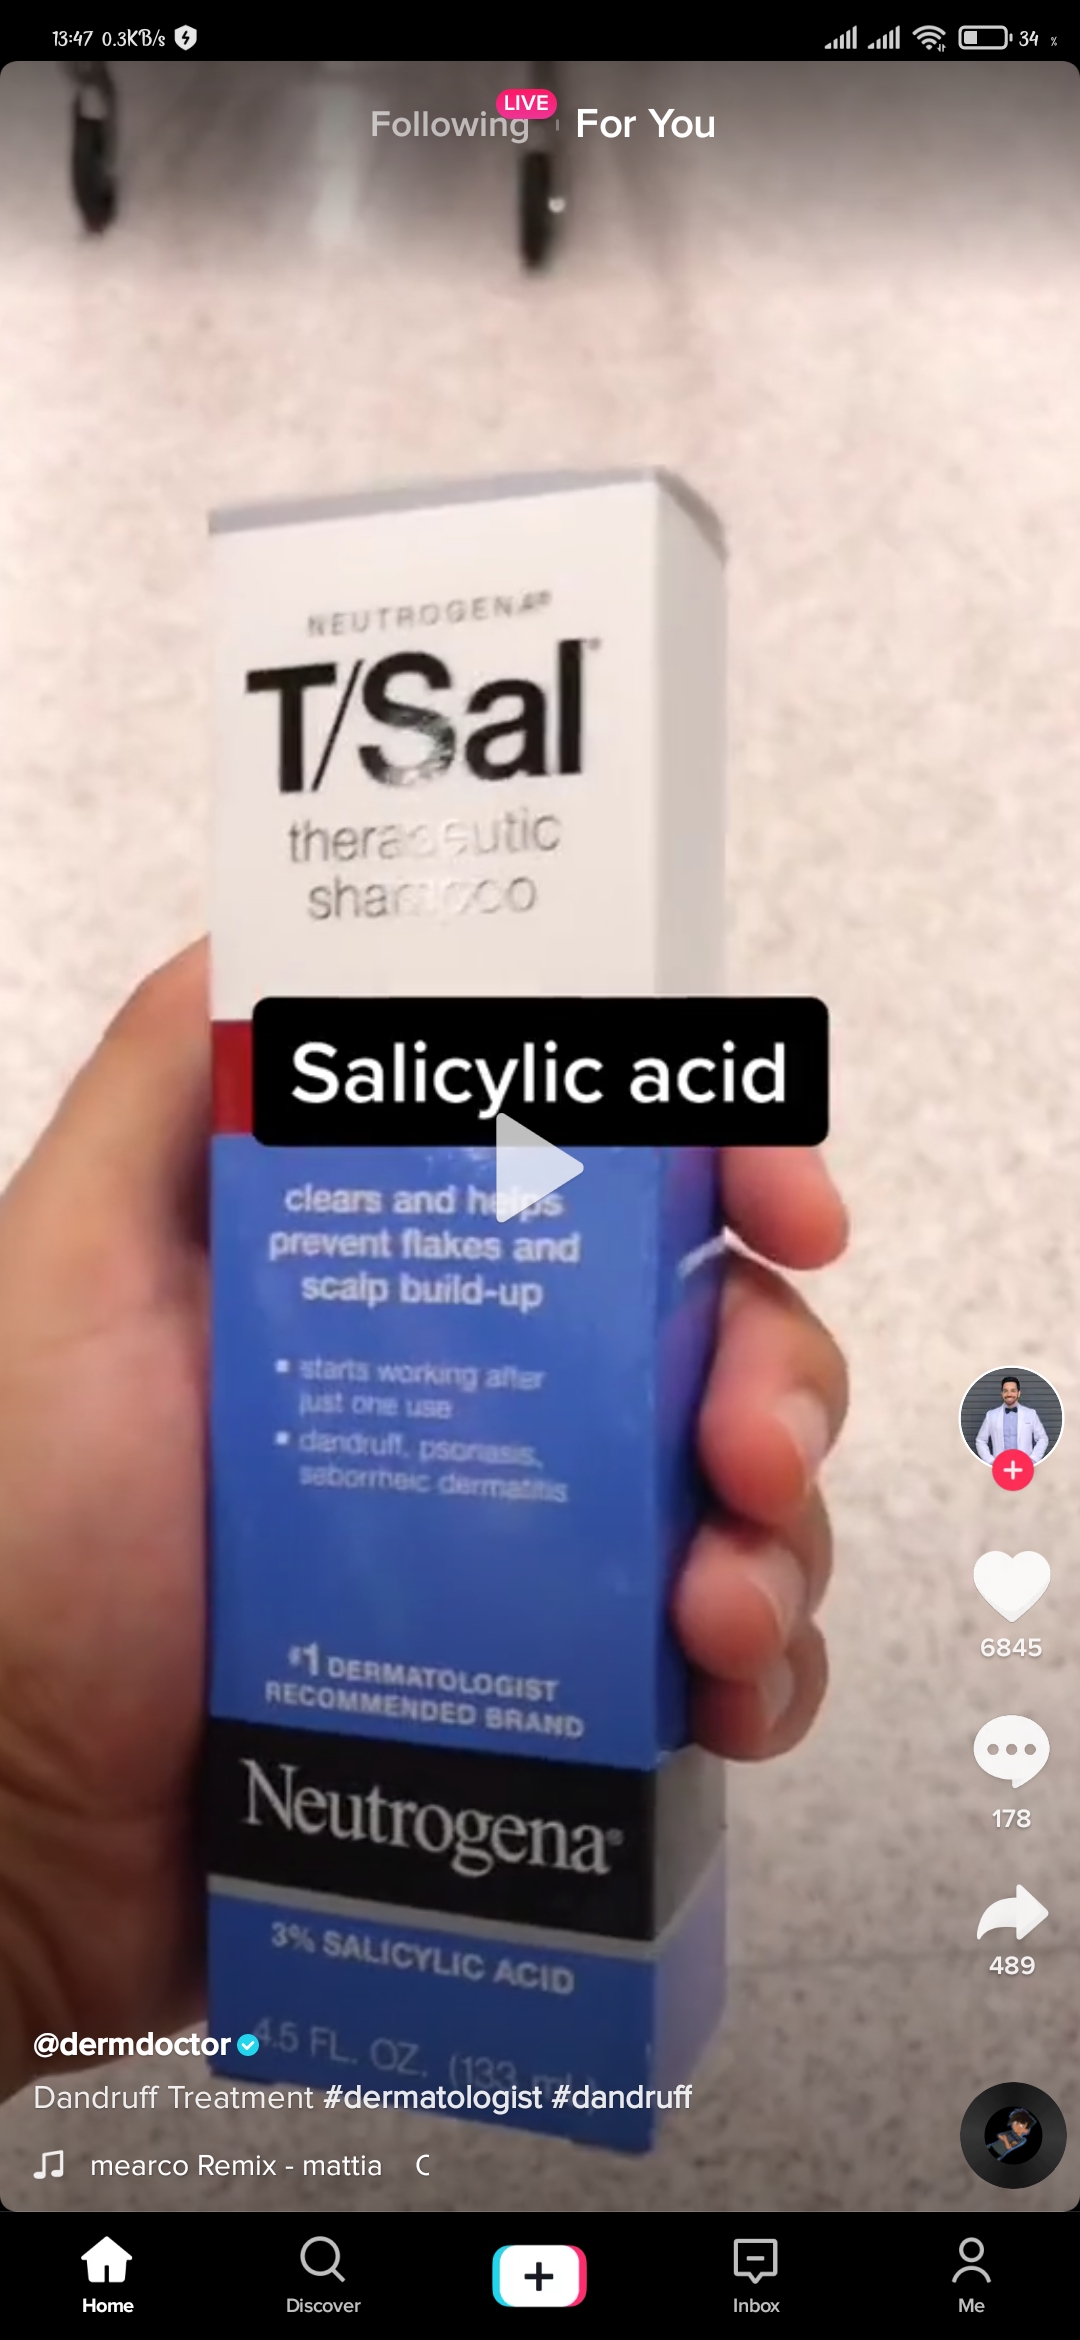 13:47 0.3KB/s
34 %
LIVE
Following
For You
NEUTROGENA®
T/Sal
therapeutic
shampoo
Salicylic acid
clears and helps
prevent flakes and
scalp build-up
starts working after
just one use
dandruff, psoriasis,
seborrheic dermatitis
#1 DERMATOLOGIST
RECOMMENDED BRAND
Neutrogena®
3% SALICYLIC ACID
4.5 FL. OZ. (133
6845
178
489
@dermdoctor
Dandruff Treatment #dermatologist #dandruff
mearco Remix - mattia C
Home
Discover
Inbox
Me